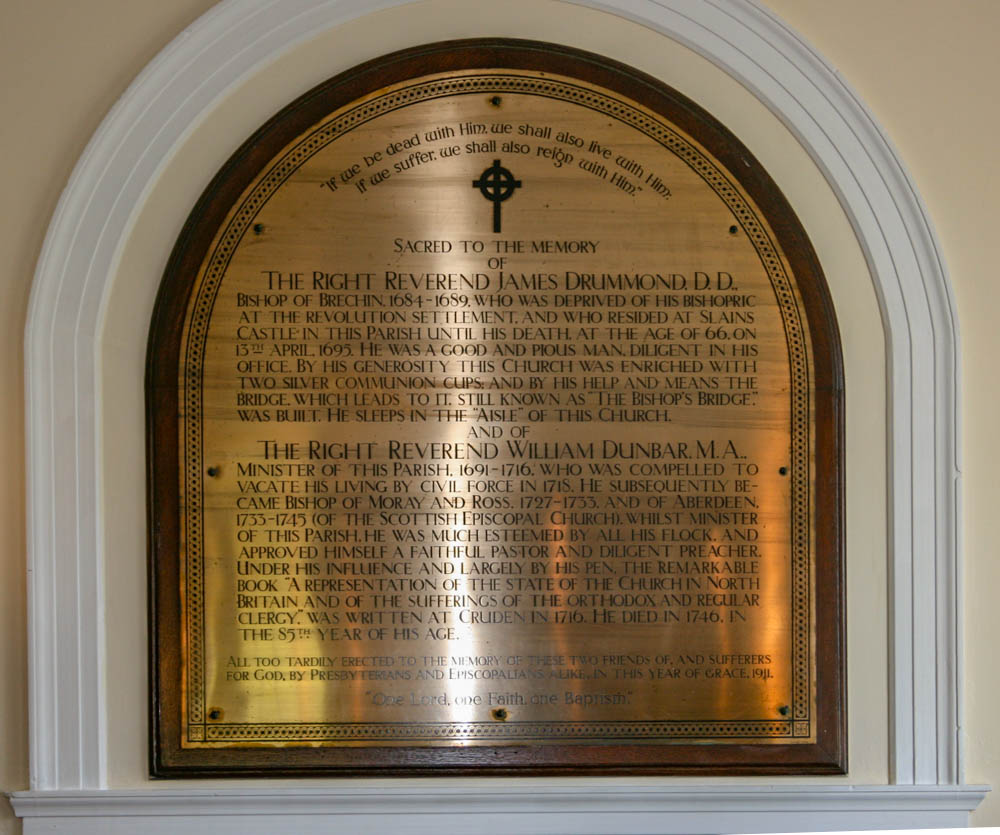 "If we be dead with Him, we shall also live with Him,
if we suffer, we shall also reign with Him."
SACRED TO THE MEMORY
OF
THE RIGHT REVEREND JAMES DRUMMOND, D.D.,
BISHOP OF BRECHIN, 1684-1689, WHO WAS DEPRIVED OF HIS BISHOPRIC
AT THE REVOLUTION SETTLEMENT, AND WHO RESIDED AT SLAINS
CASTLE IN THIS PARISH UNTIL HIS DEATH, AT THE AGE OF 66, ON
13TH APRIL, 1695. HE WAS A GOOD AND PIOUS MAN, DILIGENT IN HIS
OFFICE. BY HIS GENEROSITY THIS CHURCH WAS ENRICHED WITH
TWO SILVER COMMUNION CUPS; AND BY HIS HELP AND MEANS THE
BRIDGE, WHICH LEADS TO IT, STILL KNOWN AS "THE BISHOP'S BRIDGE,"
WAS BUILT. HE SLEEPS IN THE "AISLE" OF THIS CHURCH.
AND OF
THE RIGHT REVEREND WILLIAM DUNBAR, M.A.,
MINISTER OF THIS PARISH, 1691-1716, WHO WAS COMPELLED TO
VACATE HIS LIVING BY CIVIL FORCE IN 1718. HE SUBSEQUENTLY BE-
CAME BISHOP OF MORAY AND ROSS, 1727-1733, AND OF ABERDEEN,
1733-1745 (OF THE SCOTTISH EPISCOPAL CHURCH). WHILST MINISTER
OF THIS PARISH, HE WAS MUCH ESTEEMED BY ALL HIS FLOCK, AND
APPROVED HIMSELF A FAITHFUL PASTOR AND DILIGENT PREACHER.
UNDER HIS INFLUENCE AND LARGELY BY HIS PEN, THE REMARKABLE
BOOK "A REPRESENTATION OF THE STATE OF THE CHURCH IN NORTH
BRITAIN AND OF THE SUFFERINGS OF THE ORTHODOX AND REGULAR
CLERGY," WAS WRITTEN AT CRUDEN IN 1716. HE DIED IN 1746, IN
THE 85TH YEAR OF HIS AGE.
ALL TOO TARDILY ERECTED TO THE MEMORY OF THESE TWO FRIENDS OF, AND SUFFERERS
FOR GOD, BY PRESBYTERIANS AND EPISCOPALIANS ALIKE, IN THIS YEAR OF GRACE, 1911.
"One Lord, one Faith, one Baptism."